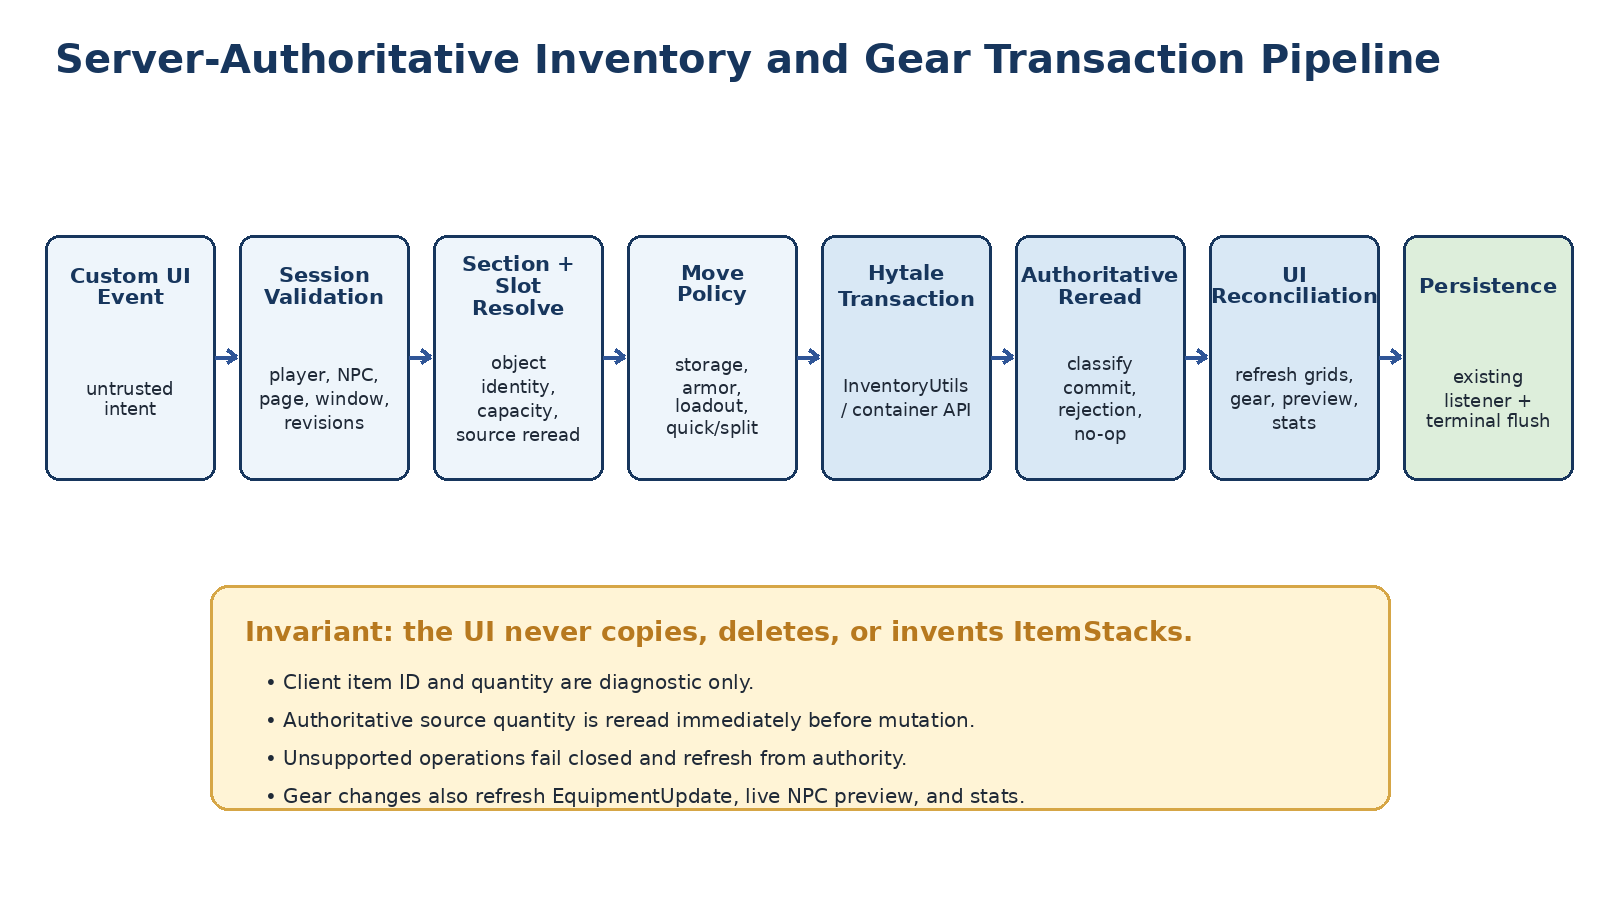 Server-Authoritative Inventory and Gear Transaction Pipeline
Custom UI
Event
untrusted
intent
Session
Validation
player, NPC,
page, window,
revisions
Section +
Slot
Resolve
object
identity,
capacity,
source reread
Move
Policy
storage,
armor,
loadout,
quick/split
Hytale
Transaction
InventoryUtils
/ container API
Authoritative
Reread
classify
commit,
rejection,
no-op
UI
Reconciliation
refresh grids,
gear, preview,
stats
Persistence
existing
listener +
terminal flush
Invariant: the UI never copies, deletes, or invents ItemStacks.
• Client item ID and quantity are diagnostic only.
• Authoritative source quantity is reread immediately before mutation.
• Unsupported operations fail closed and refresh from authority.
• Gear changes also refresh EquipmentUpdate, live NPC preview, and stats.